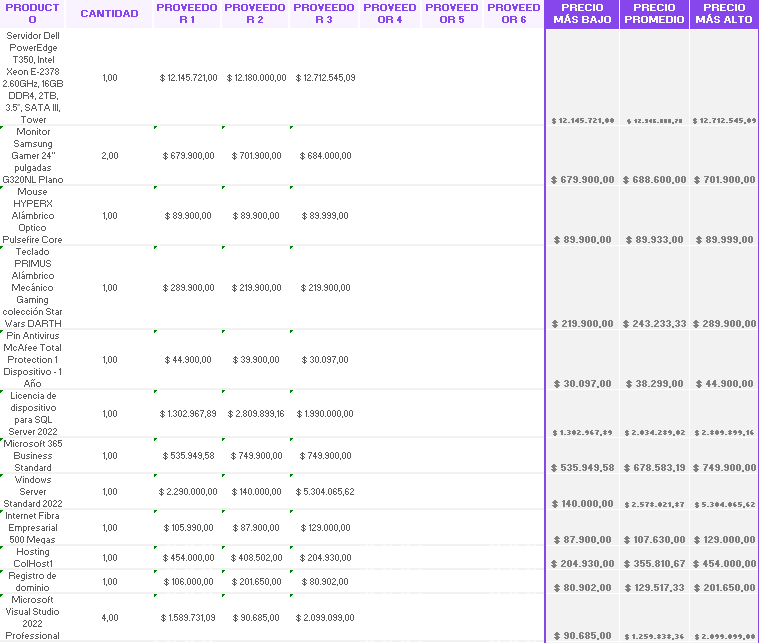 PRODUCT
O
CANTIDAD
PROVEEDO
R 1
PROVEEDO
R 2
PROVEEDO
R 3
PROVEED
OR 4
PROVEED
OR 5
PROVEED
OR 6
PRECIO
MÁS BAJO
PRECIO
PROMEDIO
PRECIO
MÁS ALTO
Servidor Dell
PowerEdge
T350, Intel
Xeon E-2378
2.60GHz, 16GB
DDR4, 2TB,
3.5", SATA III,
Tower
1,00
$ 12.145.721,00
$ 12.180.000,00
$ 12.712.545,09
$ 12.145.721,00
$ 12.712.545,09
Monitor
Samsung
Gamer 24"
pulgadas
G320NL Plano
2,00
$ 679.900,00
$ 701.900,00
$ 684.000,00
$ 679.900,00
$ 688.600,00
$ 701.900,00
Mouse
HYPERX
Alámbrico
Optico
Pulsefire Core
1,00
$ 89.900,00
$ 89.900,00
$ 89.999,00
$ 89.900,00
$ 89.933,00
$ 89.999,00
Teclado
PRIMUS
Alámbrico
Mecánico
Gaming
colección Star
Wars DARTH
1,00
$ 289.900,00
$ 219.900,00
$ 219.900,00
$ 219.900,00
$ 243.233,33
$ 289.900,00
Pin Antivirus
McAfee Total
Protection 1
Dispositivo - 1
Año
1,00
$ 44.900,00
$ 39.900,00
$ 30.097,00
$ 30.097,00
$ 38.299,00
$ 44.900,00
Licencia de
dispositivo
para SQL
Server 2022
1,00
$ 1.302.967,89
$ 2.809.899,16
$ 1.990.000,00
$ 1.302.967,89
$ 2.034.289,02
$ 2.809.899,16
Microsoft 365
Business
Standard
1,00
$ 535.949,58
$ 749.900,00
$ 749.900,00
$ 535.949,58
$ 678.583,19
$ 749.900,00
Windows
Server
Standard 2022
1,00
$ 2.290.000,00
$ 140.000,00
$ 5.304.065,62
$ 140.000,00
$ 2.578.021,87
$ 5.304.065,62
Internet Fibra
Empresarial
500 Megas
1,00
$ 105.990,00
$ 87.900,00
$ 129.000,00
$ 87.900,00
$ 107.630,00
$ 129.000,00
Hosting
ColHost1
1,00
$ 454.000,00
$ 408.502,00
$ 204.930,00
$ 204.930,00
$ 355.810,67
$ 454.000,00
Registro de
dominio
1,00
$ 106.000,00
$ 201.650,00
$ 80.902,00
$ 80.902,00
$ 129.517,33
$ 201.650,00
Microsoft
Visual Studio
2022
Professional
4,00
$ 1.589.731,09
$ 90.685,00
$ 2.099.099,00
$ 90.685,00
$ 1.259.838,36
$ 2.099.099,00